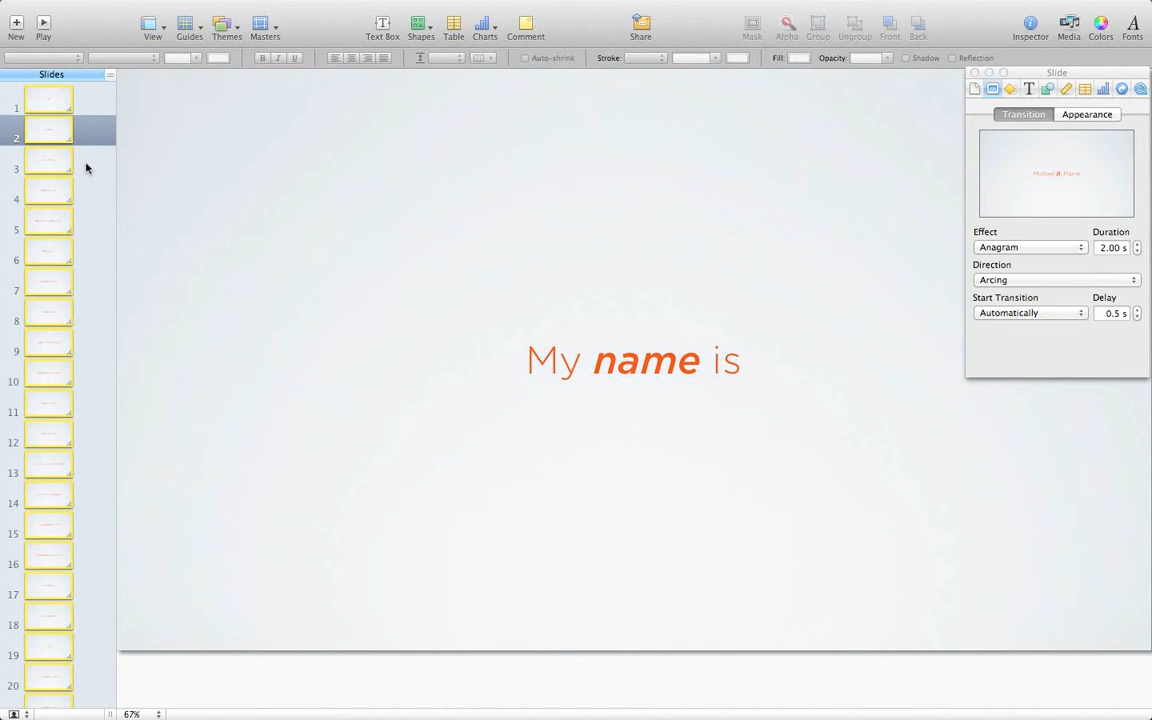 New Play View Guides Themes Masters Text Box Shapes Table Charts Comment Share Mask Alpha Group Ungroup Front Back Inspector Media Colors Fonts
B I U Auto-shrink Stroke: Fill: Opacity: Shadow Reflection
Slides
1
2
3
4
5
6
7
8
9
10
11
12
13
14
15
16
17
18
19
20
My name is
Slide
Transition Appearance
Effect Duration
Anagram 2.00 s
Direction
Arcing
Start Transition Delay
Automatically 0.5 s
67%